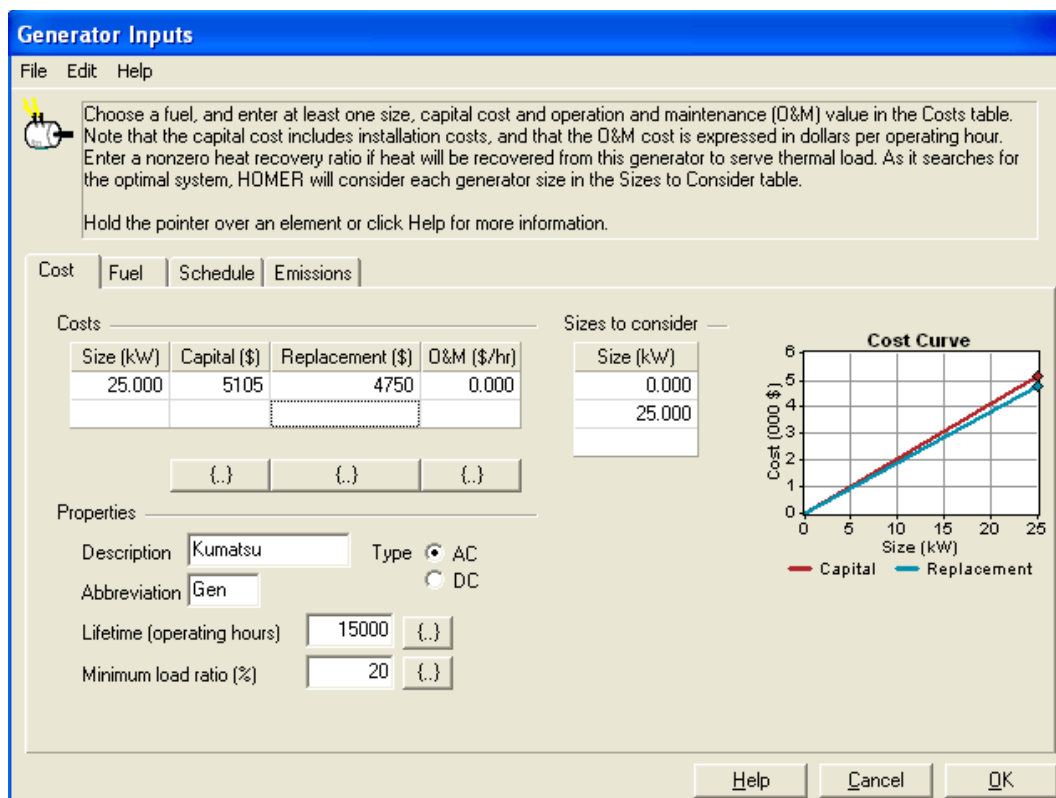 Generator Inputs
File Edit Help
Choose a fuel, and enter at least one size, capital cost and operation and maintenance (O&M) value in the Costs table.
Note that the capital cost includes installation costs, and that the O&M cost is expressed in dollars per operating hour.
Enter a nonzero heat recovery ratio if heat will be recovered from this generator to serve thermal load. As it searches for
the optimal system, HOMER will consider each generator size in the Sizes to Consider table.
Hold the pointer over an element or click Help for more information.
Cost Fuel Schedule Emissions
Costs
Size (kW) Capital ($) Replacement ($) O&M ($/hr)
25.000 5105 4750 0.000
{..} {..} {..}
Sizes to consider
Size (kW)
0.000
25.000
Cost Curve
Cost (000 $)
6
5
4
3
2
1
0
0 5 10 15 20 25
Size (kW)
Capital Replacement
Properties
Description Kumatsu
Type AC
DC
Abbreviation Gen
Lifetime (operating hours) 15000 {..}
Minimum load ratio (%) 20 {..}
Help Cancel OK